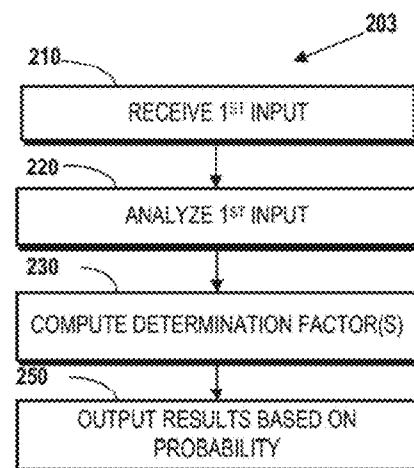 203
210
RECEIVE 1ST INPUT
220
ANALYZE 1ST INPUT
230
COMPUTE DETERMINATION FACTOR(S)
250
OUTPUT RESULTS BASED ON
PROBABILITY